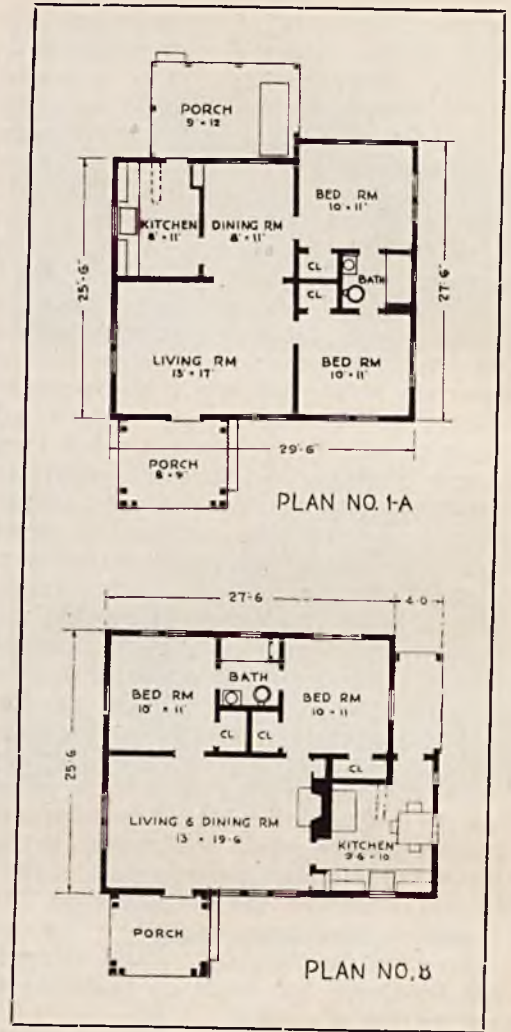 PORCH
9' × 12
BED RM
10' × 11'
KITCHEN
8' × 11'
DINING RM
8' × 11'
25'-6"
27'-6"
CL
BATH
CL
LIVING RM
13' × 17'
BED RM
10' × 11'
29'-6"
PORCH
8 × 9'
PLAN NO. 1-A
27-6
4-0
BATH
BED RM
10' × 11'
BED RM
10 × 11
25-6
CL
CL
CL
LIVING & DINING RM
13 × 19-6
KITCHEN
9-6 × 10
PORCH
PLAN NO.